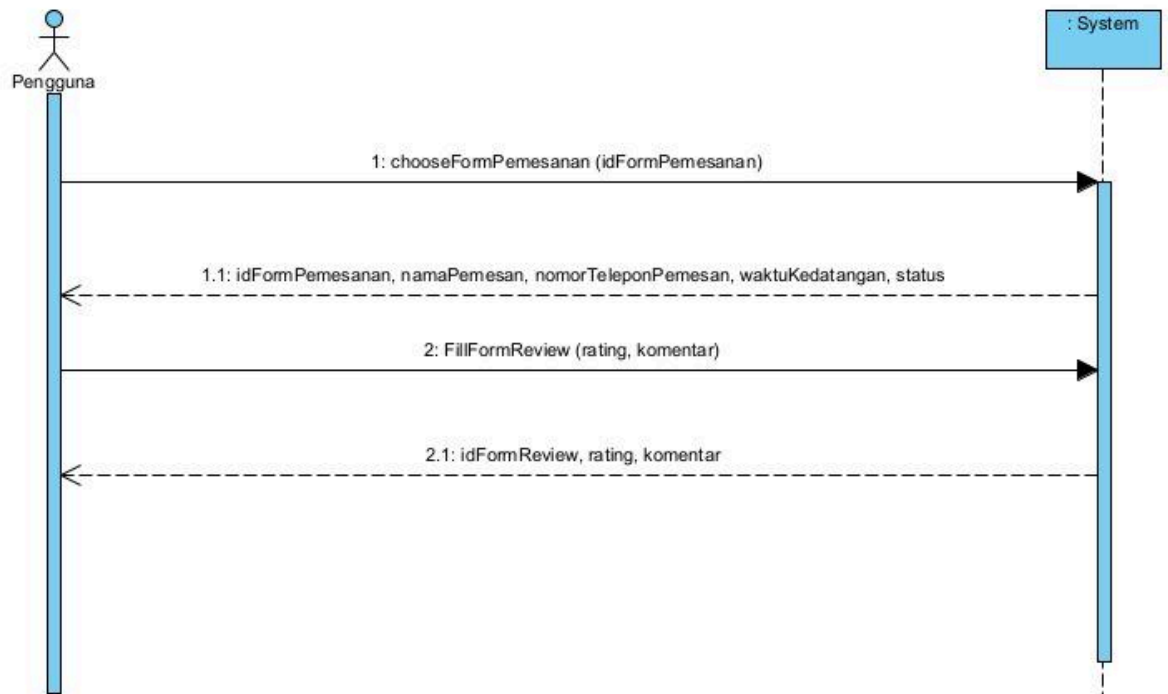 : System
Pengguna
1: chooseFormPemesanan (idFormPemesanan)
1.1: idFormPemesanan, namaPemesan, nomorTeleponPemesan, waktuKedatangan, status
2: FillFormReview (rating, komentar)
2.1: idFormReview, rating, komentar